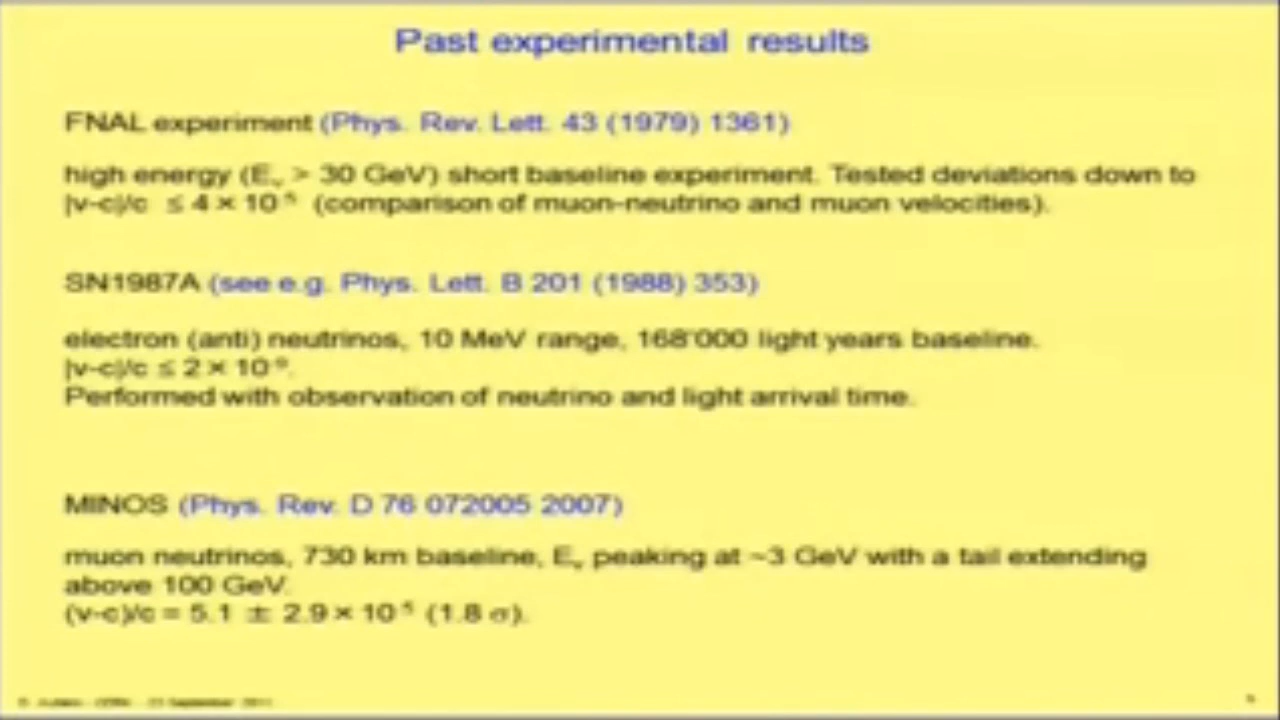 Past experimental results
FNAL experiment (Phys. Rev. Lett. 43 (1979) 1361)
high energy (Eᵥ > 30 GeV) short baseline experiment. Tested deviations down to
|v-c|/c ≤ 4 × 10⁻⁵ (comparison of muon-neutrino and muon velocities).
SN1987A (see e.g. Phys. Lett. B 201 (1988) 353)
electron (anti) neutrinos, 10 MeV range, 168'000 light years baseline.
|v-c|/c ≤ 2 × 10⁻⁹.
Performed with observation of neutrino and light arrival time.
MINOS (Phys. Rev. D 76 072005 2007)
muon neutrinos, 730 km baseline, Eᵥ peaking at ~3 GeV with a tail extending
above 100 GeV.
(v-c)/c = 5.1 ± 2.9 × 10⁻⁵ (1.8 σ).
September 2011